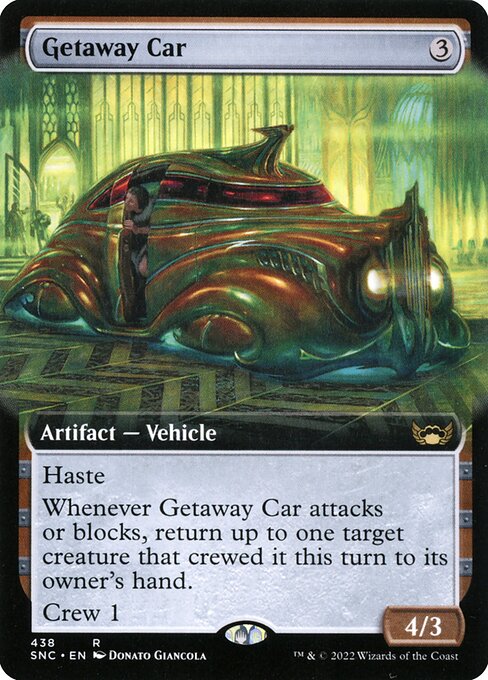 Getaway Car 3
Artifact — Vehicle
Haste
Whenever Getaway Car attacks
or blocks, return up to one target
creature that crewed it this turn to its
owner's hand.
Crew 1
4/3
438 R
SNC • EN Donato Giancola
™ & © 2022 Wizards of the Coast